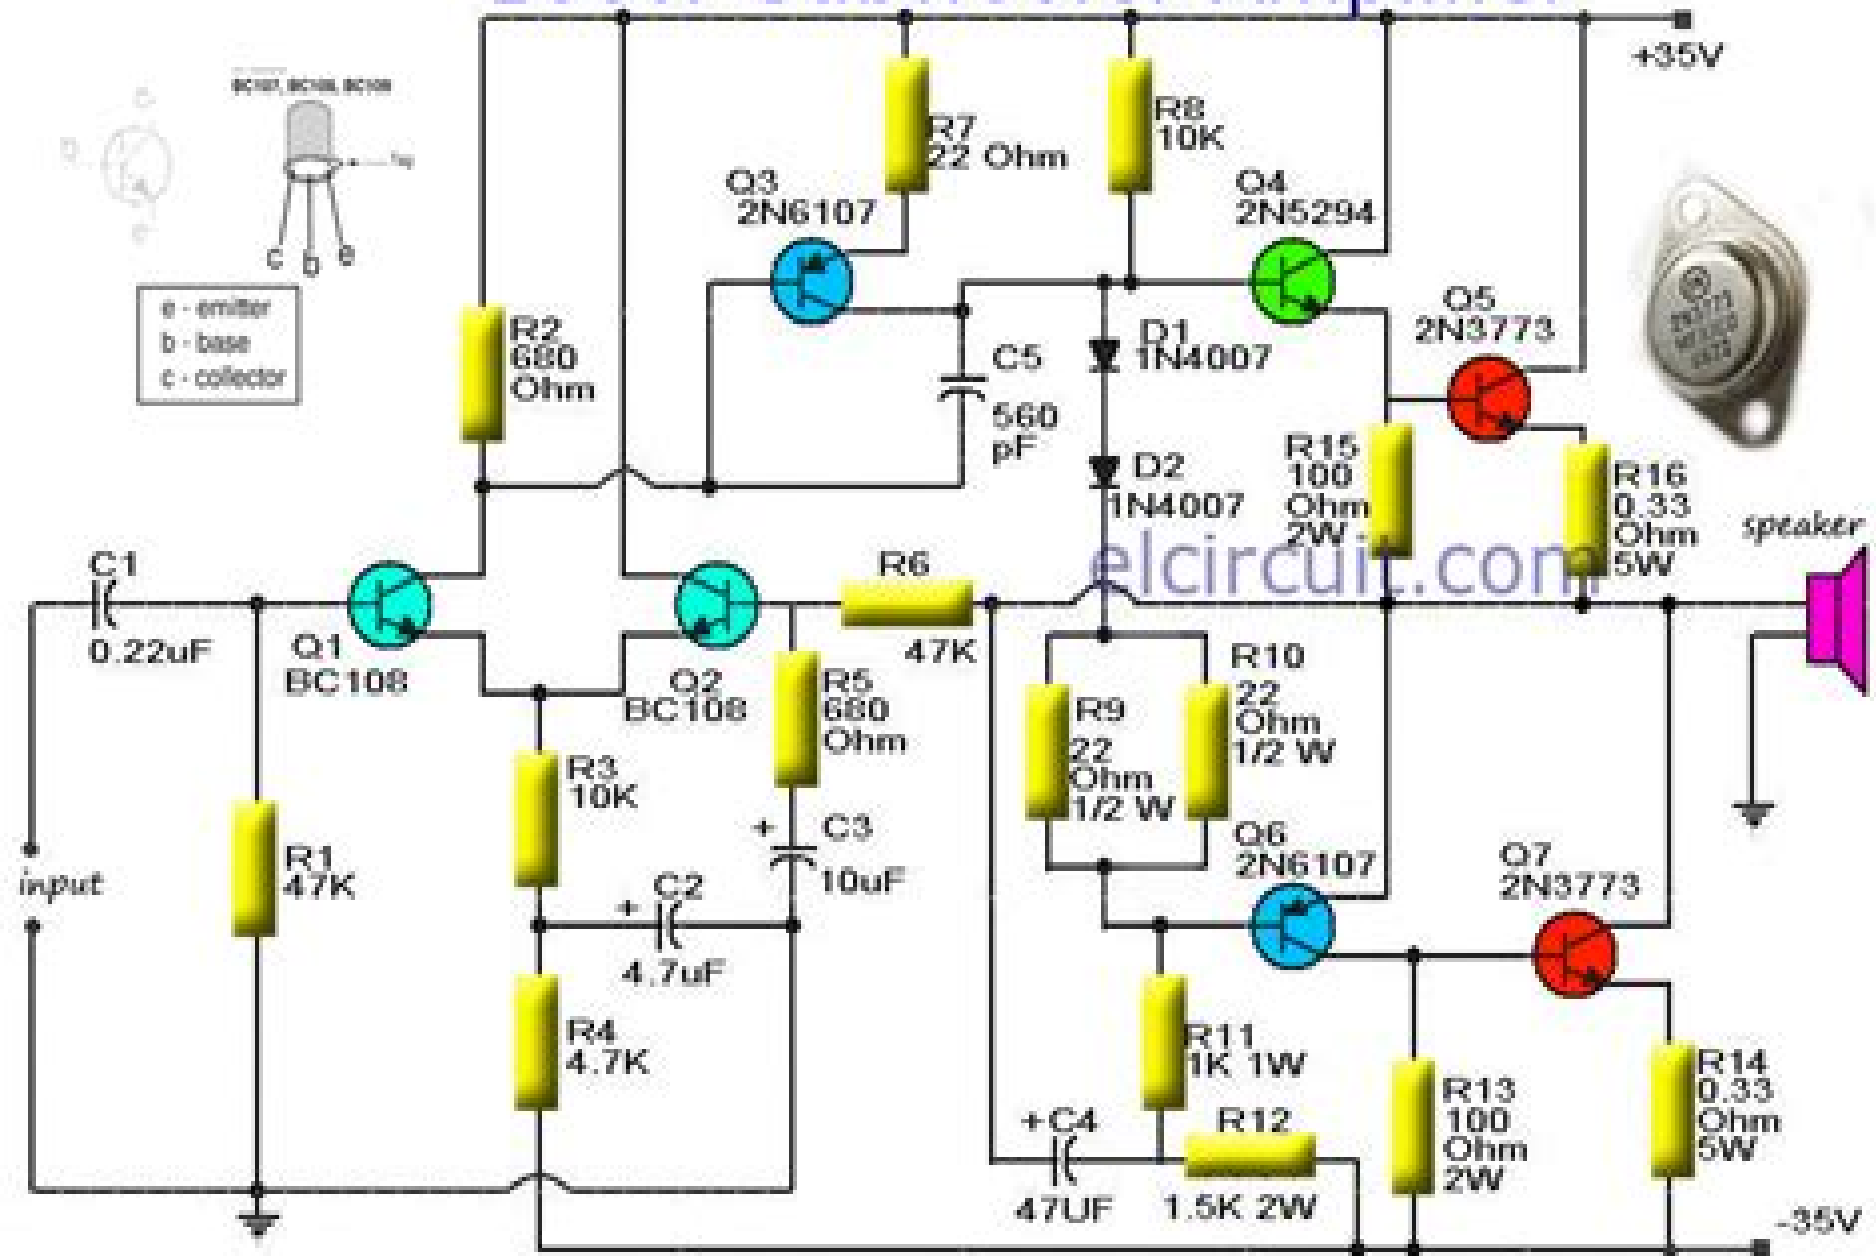 +35V
BC107, BC108, BC109
R7
22 Ohm
R8
10K
Q3
2N6107
Q4
2N5294
c
b
e
e - emitter
b - base
c - collector
R2
680
Ohm
Q5
2N3773
D1
1N4007
C5
560
pF
D2
1N4007
R15
100
Ohm
2W
R16
0.33
Ohm
5W
speaker
elcircuit.com
C1
0.22uF
Q1
BC108
Q2
BC108
R6
47K
R5
680
Ohm
R9
22
Ohm
1/2 W
R10
22
Ohm
1/2 W
R3
10K
+
C3
10uF
Q6
2N6107
Q7
2N3773
input
R1
47K
+
C2
4.7uF
R4
4.7K
R11
1K 1W
+C4
47UF
R12
1.5K 2W
R13
100
Ohm
2W
R14
0.33
Ohm
5W
-35V